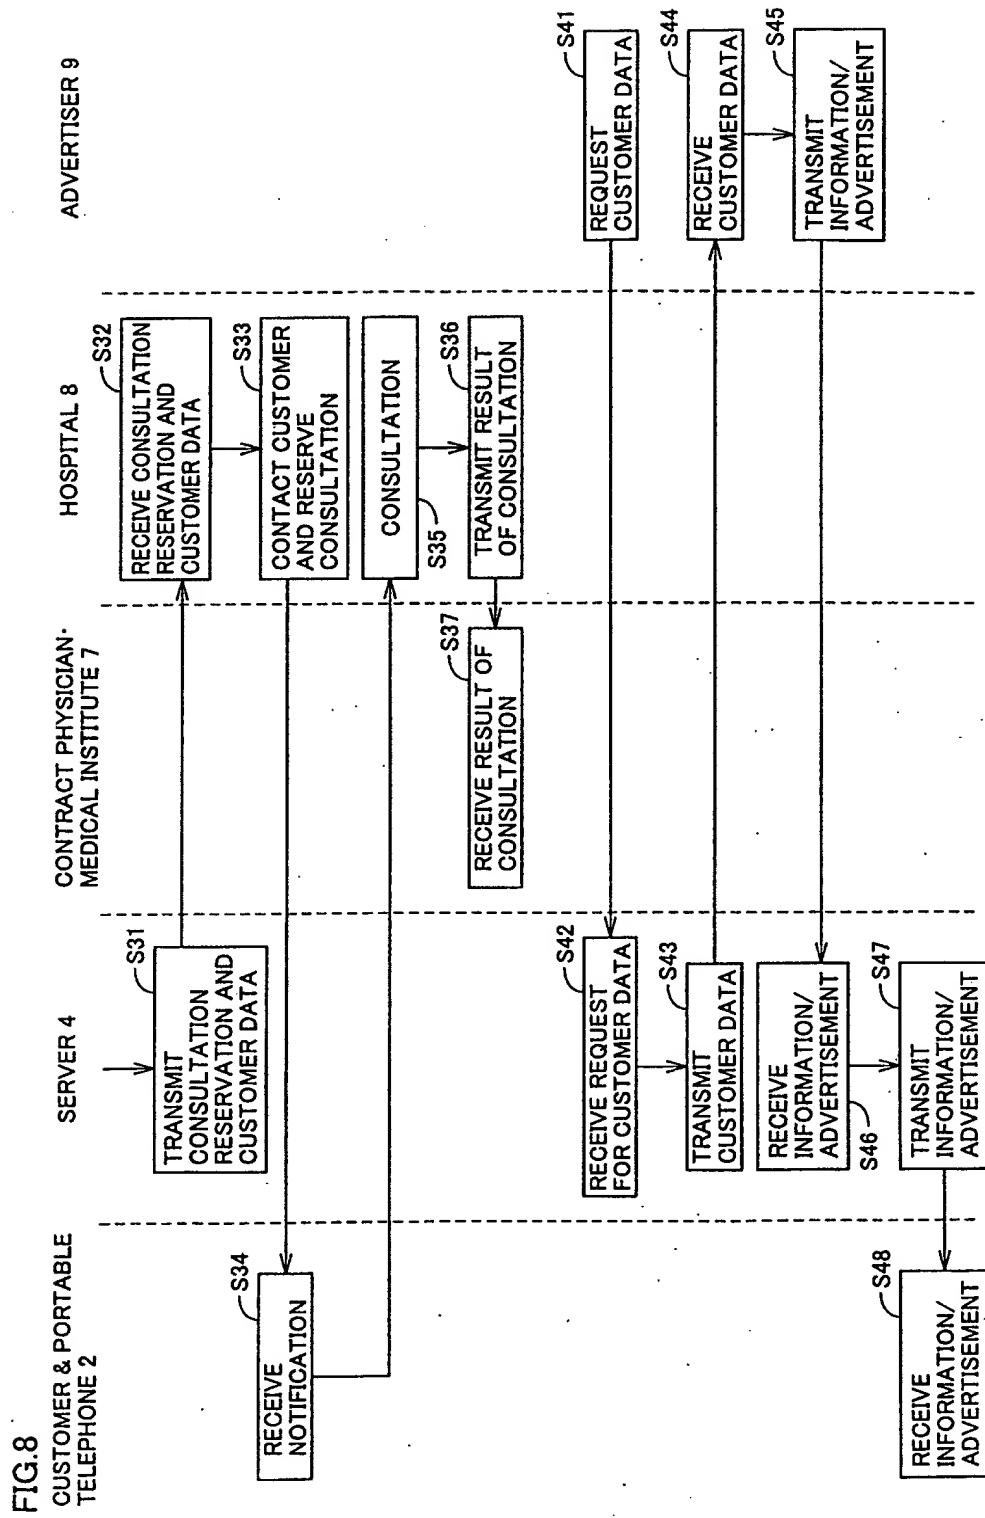 FIG.8
CUSTOMER & PORTABLE
TELEPHONE 2
SERVER 4
CONTRACT PHYSICIAN·
MEDICAL INSTITUTE 7
HOSPITAL 8
ADVERTISER 9
S31
TRANSMIT
CONSULTATION
RESERVATION AND
CUSTOMER DATA
S32
RECEIVE CONSULTATION
RESERVATION AND
CUSTOMER DATA
S33
CONTACT CUSTOMER
AND RESERVE
CONSULTATION
S34
RECEIVE
NOTIFICATION
CONSULTATION
S35
S36
TRANSMIT RESULT
OF CONSULTATION
S37
RECEIVE RESULT OF
CONSULTATION
S41
REQUEST
CUSTOMER DATA
S42
RECEIVE REQUEST
FOR CUSTOMER DATA
S43
TRANSMIT
CUSTOMER DATA
S44
RECEIVE
CUSTOMER DATA
S45
TRANSMIT
INFORMATION/
ADVERTISEMENT
RECEIVE
INFORMATION/
ADVERTISEMENT
S46
S47
TRANSMIT
INFORMATION/
ADVERTISEMENT
S48
RECEIVE
INFORMATION/
ADVERTISEMENT